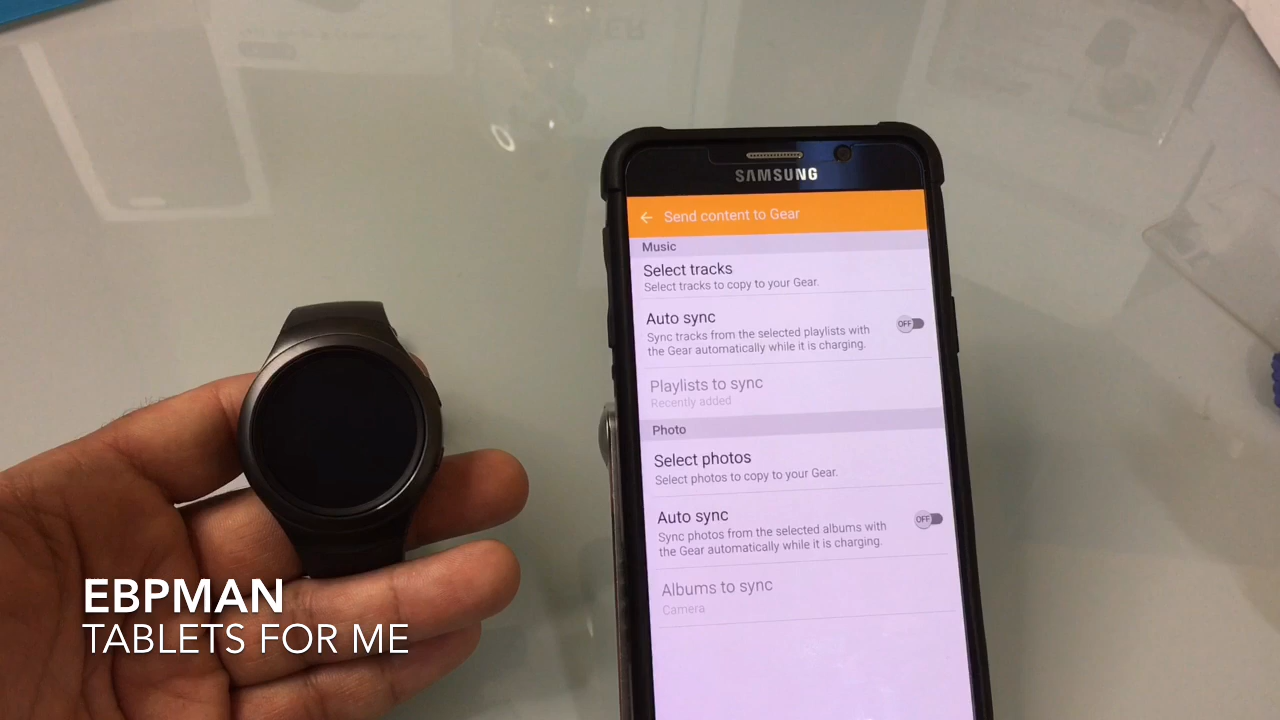 SAMSUNG
Send content to Gear
Music
Select tracks
Select tracks to copy to your Gear.
Auto sync
OFF
Sync tracks from the selected playlists with
the Gear automatically while it is charging.
Playlists to sync
Recently added
Photo
Select photos
Select photos to copy to your Gear.
Auto sync
OFF
Sync photos from the selected albums with
the Gear automatically while it is charging.
Albums to sync
Camera
EBPMAN
TABLETS FOR ME